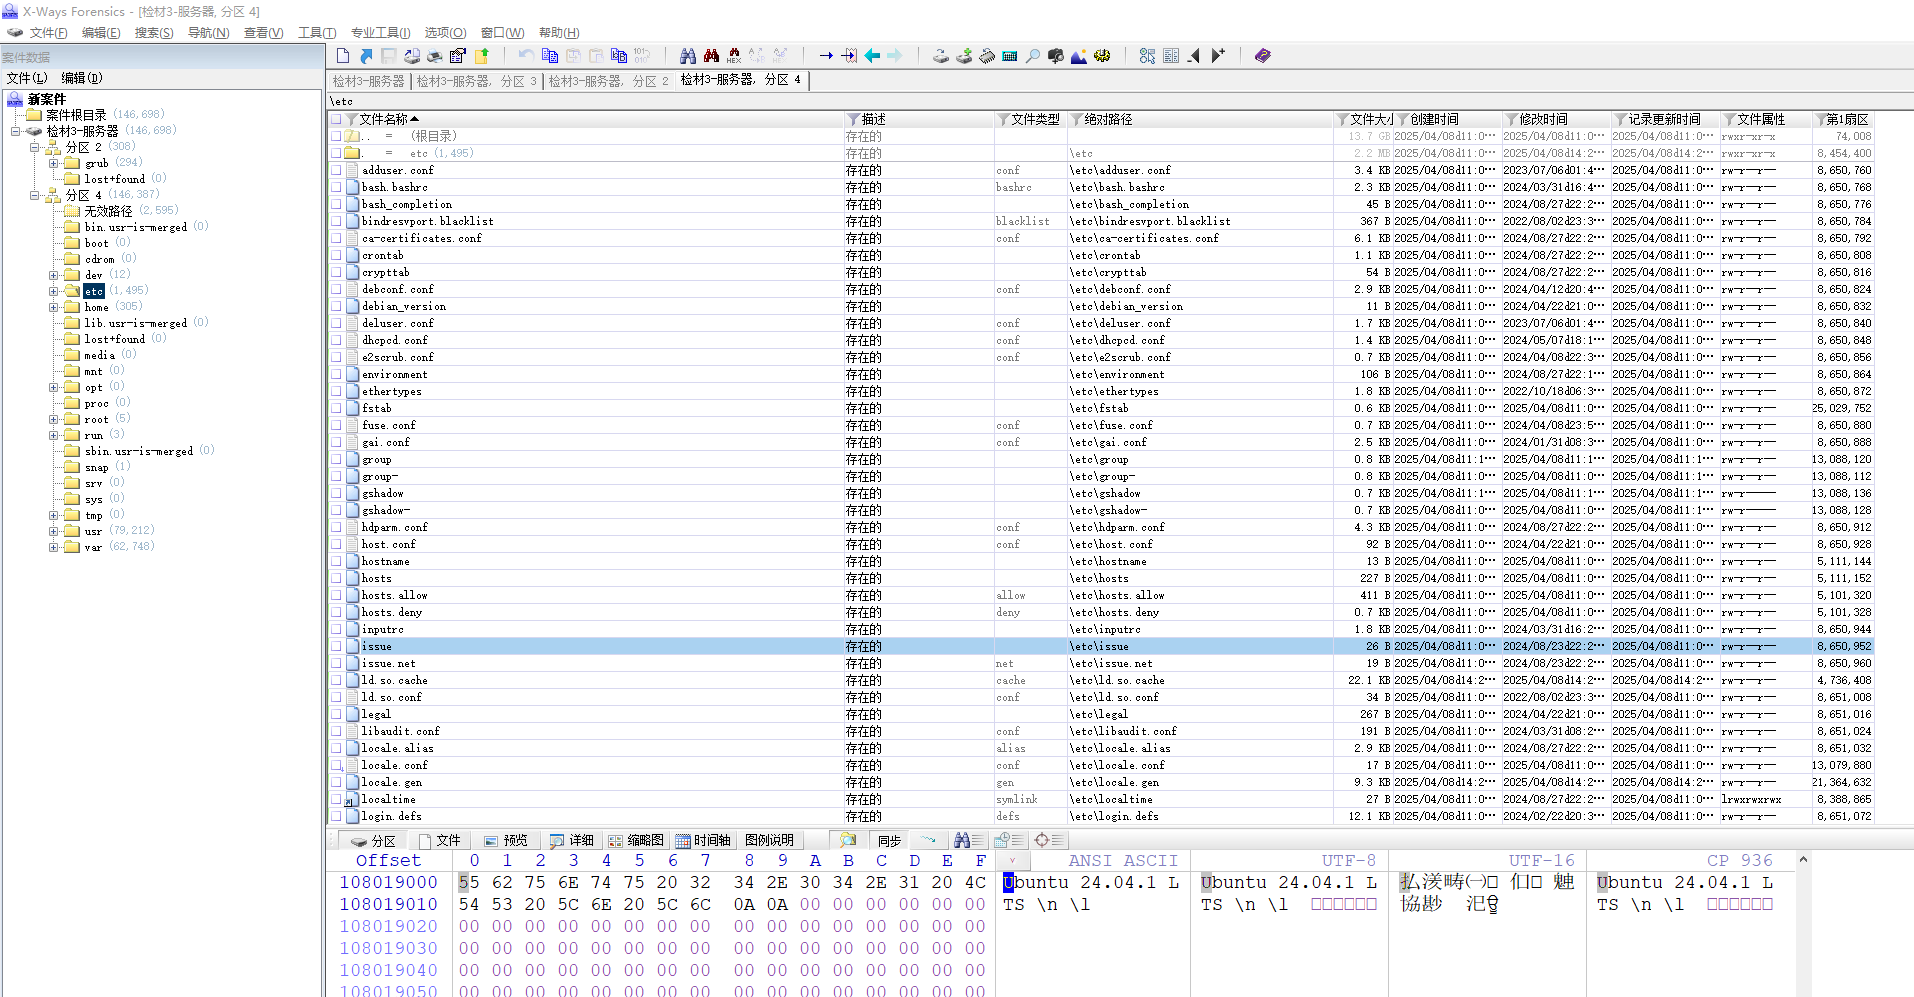 X-Ways Forensics - [检材3-服务器, 分区 4]
文件(F) 编辑(E) 搜索(S) 导航(N) 查看(V) 工具(T) 专业工具(I) 选项(O) 窗口(W) 帮助(H)
案件数据
文件(L) 编辑(D)
新案件
案件根目录 (146,698)
检材3-服务器 (146,698)
分区 2 (308)
grub (294)
lost+found (0)
分区 4 (146,387)
无效路径 (2,595)
bin.usr-is-merged (0)
boot (0)
cdrom (0)
dev (12)
etc (1,495)
home (305)
lib.usr-is-merged (0)
lost+found (0)
media (0)
mnt (0)
opt (0)
proc (0)
root (5)
run (3)
sbin.usr-is-merged (0)
snap (1)
srv (0)
sys (0)
tmp (0)
usr (79,212)
var (62,748)
检材3-服务器 检材3-服务器, 分区 3 检材3-服务器, 分区 2 检材3-服务器, 分区 4
\etc
文件名称 描述 文件类型 绝对路径 文件大小 创建时间 修改时间 记录更新时间 文件属性 第1扇区
.. = (根目录) 存在的 13.7 GB 2025/04/08d11:0… 2025/04/08d11:0… 2025/04/08d11:0… rwxr-xr-x 74,008
. = etc (1,495) 存在的 \etc 2.2 MB 2025/04/08d11:0… 2025/04/08d14:2… 2025/04/08d14:2… rwxr-xr-x 8,454,400
adduser.conf 存在的 conf \etc\adduser.conf 3.4 KB 2025/04/08d11:0… 2023/07/06d01:4… 2025/04/08d11:0… rw-r--r-- 8,650,760
bash.bashrc 存在的 bashrc \etc\bash.bashrc 2.3 KB 2025/04/08d11:0… 2024/03/31d16:4… 2025/04/08d11:0… rw-r--r-- 8,650,768
bash_completion 存在的 \etc\bash_completion 45 B 2025/04/08d11:0… 2024/08/27d22:2… 2025/04/08d11:0… rw-r--r-- 8,650,776
bindresvport.blacklist 存在的 blacklist \etc\bindresvport.blacklist 367 B 2025/04/08d11:0… 2022/08/02d23:3… 2025/04/08d11:0… rw-r--r-- 8,650,784
ca-certificates.conf 存在的 conf \etc\ca-certificates.conf 6.1 KB 2025/04/08d11:0… 2024/08/27d22:2… 2025/04/08d11:0… rw-r--r-- 8,650,792
crontab 存在的 \etc\crontab 1.1 KB 2025/04/08d11:0… 2024/08/27d22:2… 2025/04/08d11:0… rw-r--r-- 8,650,808
crypttab 存在的 \etc\crypttab 54 B 2025/04/08d11:0… 2024/08/27d22:2… 2025/04/08d11:0… rw-r--r-- 8,650,816
debconf.conf 存在的 conf \etc\debconf.conf 2.9 KB 2025/04/08d11:0… 2024/04/12d20:4… 2025/04/08d11:0… rw-r--r-- 8,650,824
debian_version 存在的 \etc\debian_version 11 B 2025/04/08d11:0… 2024/04/22d21:0… 2025/04/08d11:0… rw-r--r-- 8,650,832
deluser.conf 存在的 conf \etc\deluser.conf 1.7 KB 2025/04/08d11:0… 2023/07/06d01:4… 2025/04/08d11:0… rw-r--r-- 8,650,840
dhcpcd.conf 存在的 conf \etc\dhcpcd.conf 1.4 KB 2025/04/08d11:0… 2024/05/07d18:1… 2025/04/08d11:0… rw-r--r-- 8,650,848
e2scrub.conf 存在的 conf \etc\e2scrub.conf 0.7 KB 2025/04/08d11:0… 2024/04/08d22:3… 2025/04/08d11:0… rw-r--r-- 8,650,856
environment 存在的 \etc\environment 106 B 2025/04/08d11:0… 2024/08/27d22:1… 2025/04/08d11:0… rw-r--r-- 8,650,864
ethertypes 存在的 \etc\ethertypes 1.8 KB 2025/04/08d11:0… 2022/10/18d06:3… 2025/04/08d11:0… rw-r--r-- 8,650,872
fstab 存在的 \etc\fstab 0.6 KB 2025/04/08d11:0… 2025/04/08d11:0… 2025/04/08d11:0… rw-r--r-- 25,029,752
fuse.conf 存在的 conf \etc\fuse.conf 0.7 KB 2025/04/08d11:0… 2024/04/08d23:5… 2025/04/08d11:0… rw-r--r-- 8,650,880
gai.conf 存在的 conf \etc\gai.conf 2.5 KB 2025/04/08d11:0… 2024/01/31d08:3… 2025/04/08d11:0… rw-r--r-- 8,650,888
group 存在的 \etc\group 0.8 KB 2025/04/08d11:1… 2025/04/08d11:1… 2025/04/08d11:1… rw-r--r-- 13,088,120
group- 存在的 \etc\group- 0.8 KB 2025/04/08d11:0… 2025/04/08d11:0… 2025/04/08d11:1… rw-r--r-- 13,088,112
gshadow 存在的 \etc\gshadow 0.7 KB 2025/04/08d11:1… 2025/04/08d11:1… 2025/04/08d11:1… rw-r----- 13,088,136
gshadow- 存在的 \etc\gshadow- 0.7 KB 2025/04/08d11:0… 2025/04/08d11:0… 2025/04/08d11:1… rw-r----- 13,088,128
hdparm.conf 存在的 conf \etc\hdparm.conf 4.3 KB 2025/04/08d11:0… 2024/08/27d22:2… 2025/04/08d11:0… rw-r--r-- 8,650,912
host.conf 存在的 conf \etc\host.conf 92 B 2025/04/08d11:0… 2024/04/22d21:0… 2025/04/08d11:0… rw-r--r-- 8,650,928
hostname 存在的 \etc\hostname 13 B 2025/04/08d11:0… 2025/04/08d11:0… 2025/04/08d11:0… rw-r--r-- 5,111,144
hosts 存在的 \etc\hosts 227 B 2025/04/08d11:0… 2025/04/08d11:0… 2025/04/08d11:0… rw-r--r-- 5,111,152
hosts.allow 存在的 allow \etc\hosts.allow 411 B 2025/04/08d11:0… 2025/04/08d11:0… 2025/04/08d11:0… rw-r--r-- 5,101,320
hosts.deny 存在的 deny \etc\hosts.deny 0.7 KB 2025/04/08d11:0… 2025/04/08d11:0… 2025/04/08d11:0… rw-r--r-- 5,101,328
inputrc 存在的 \etc\inputrc 1.8 KB 2025/04/08d11:0… 2024/03/31d16:2… 2025/04/08d11:0… rw-r--r-- 8,650,944
issue 存在的 \etc\issue 26 B 2025/04/08d11:0… 2024/08/23d22:2… 2025/04/08d11:0… rw-r--r-- 8,650,952
issue.net 存在的 net \etc\issue.net 19 B 2025/04/08d11:0… 2024/08/23d22:2… 2025/04/08d11:0… rw-r--r-- 8,650,960
ld.so.cache 存在的 cache \etc\ld.so.cache 22.1 KB 2025/04/08d14:2… 2025/04/08d14:2… 2025/04/08d14:2… rw-r--r-- 4,736,408
ld.so.conf 存在的 conf \etc\ld.so.conf 34 B 2025/04/08d11:0… 2022/08/02d23:3… 2025/04/08d11:0… rw-r--r-- 8,651,008
legal 存在的 \etc\legal 267 B 2025/04/08d11:0… 2024/04/22d21:0… 2025/04/08d11:0… rw-r--r-- 8,651,016
libaudit.conf 存在的 conf \etc\libaudit.conf 191 B 2025/04/08d11:0… 2024/03/31d08:2… 2025/04/08d11:0… rw-r--r-- 8,651,024
locale.alias 存在的 alias \etc\locale.alias 2.9 KB 2025/04/08d11:0… 2024/08/27d22:2… 2025/04/08d11:0… rw-r--r-- 8,651,032
locale.conf 存在的 conf \etc\locale.conf 17 B 2025/04/08d11:0… 2025/04/08d11:0… 2025/04/08d11:0… rw-r--r-- 13,079,880
locale.gen 存在的 gen \etc\locale.gen 9.3 KB 2025/04/08d14:2… 2025/04/08d14:2… 2025/04/08d14:2… rw-r--r-- 21,364,632
localtime 存在的 symlink \etc\localtime 27 B 2025/04/08d11:0… 2024/08/27d22:2… 2025/04/08d11:0… lrwxrwxrwx 8,388,865
login.defs 存在的 defs \etc\login.defs 12.1 KB 2025/04/08d11:0… 2024/02/22d20:3… 2025/04/08d11:0… rw-r--r-- 8,651,072
分区 文件 预览 详细 缩略图 时间轴 图例说明 同步
Offset 0 1 2 3 4 5 6 7 8 9 A B C D E F ANSI ASCII UTF-8 UTF-16 CP 936
108019000 55 62 75 6E 74 75 20 32 34 2E 30 34 2E 31 20 4C Ubuntu 24.04.1 L Ubuntu 24.04.1 L Ubuntu 24.04.1 L
108019010 54 53 20 5C 6E 20 5C 6C 0A 0A 00 00 00 00 00 00 TS \n \l TS \n \l TS \n \l
108019020 00 00 00 00 00 00 00 00 00 00 00 00 00 00 00 00
108019030 00 00 00 00 00 00 00 00 00 00 00 00 00 00 00 00
108019040 00 00 00 00 00 00 00 00 00 00 00 00 00 00 00 00
108019050 00 00 00 00 00 00 00 00 00 00 00 00 00 00 00 00